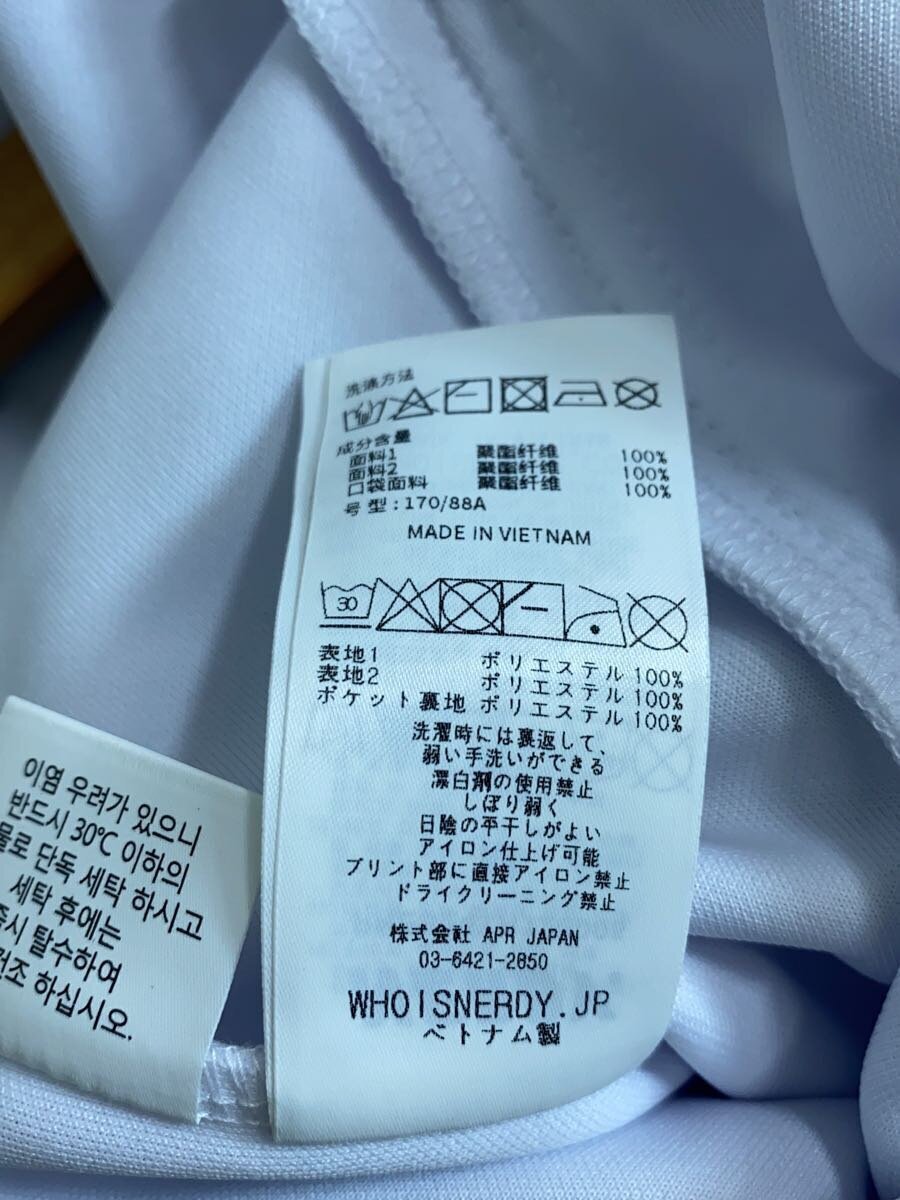 洗涤方法
成分含量
面料1 聚酯纤维 100%
面料2 聚酯纤维 100%
口袋面料 聚酯纤维 100%
号型：170/88A
MADE IN VIETNAM
30
表地1 ポリエステル 100%
表地2 ポリエステル 100%
ポケット裏地 ポリエステル 100%
洗濯時には裏返して、
弱い手洗いができる
漂白剤の使用禁止
しぼり弱く
日陰の平干しがよい
アイロン仕上げ可能
プリント部に直接アイロン禁止
ドライクリーニング禁止
株式会社 APR JAPAN
03-6421-2850
WHOISNERDY.JP
ベトナム製
이염 우려가 있으니
반드시 30℃ 이하의
물로 단독 세탁 하시고
세탁 후에는
즉시 탈수하여
건조 하십시오.